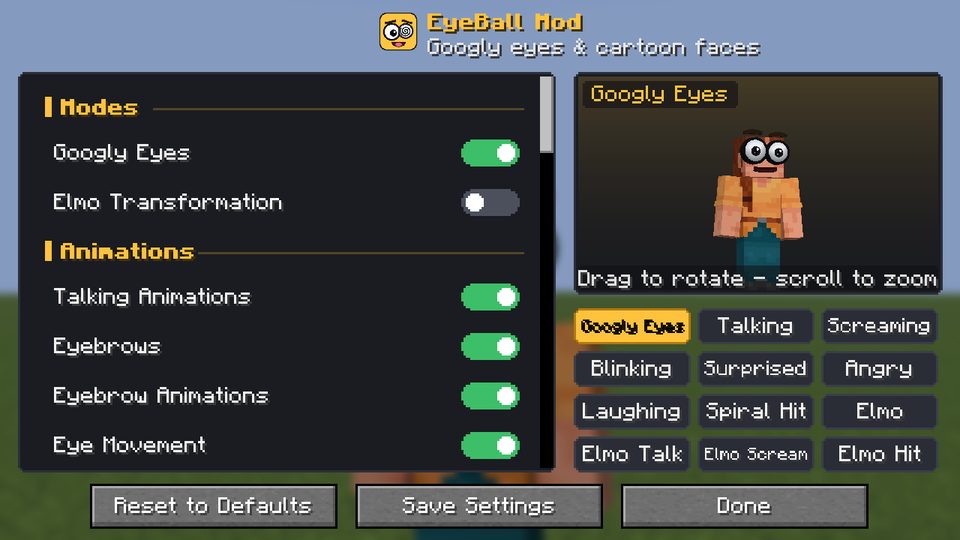 EyeBall Mod
Googly eyes & cartoon faces
Modes
Googly Eyes
Elmo Transformation
Animations
Talking Animations
Eyebrows
Eyebrow Animations
Eye Movement
Googly Eyes
Drag to rotate - scroll to zoom
Googly Eyes Talking Screaming
Blinking Surprised Angry
Laughing Spiral Hit Elmo
Elmo Talk Elmo Scream Elmo Hit
Reset to Defaults Save Settings Done